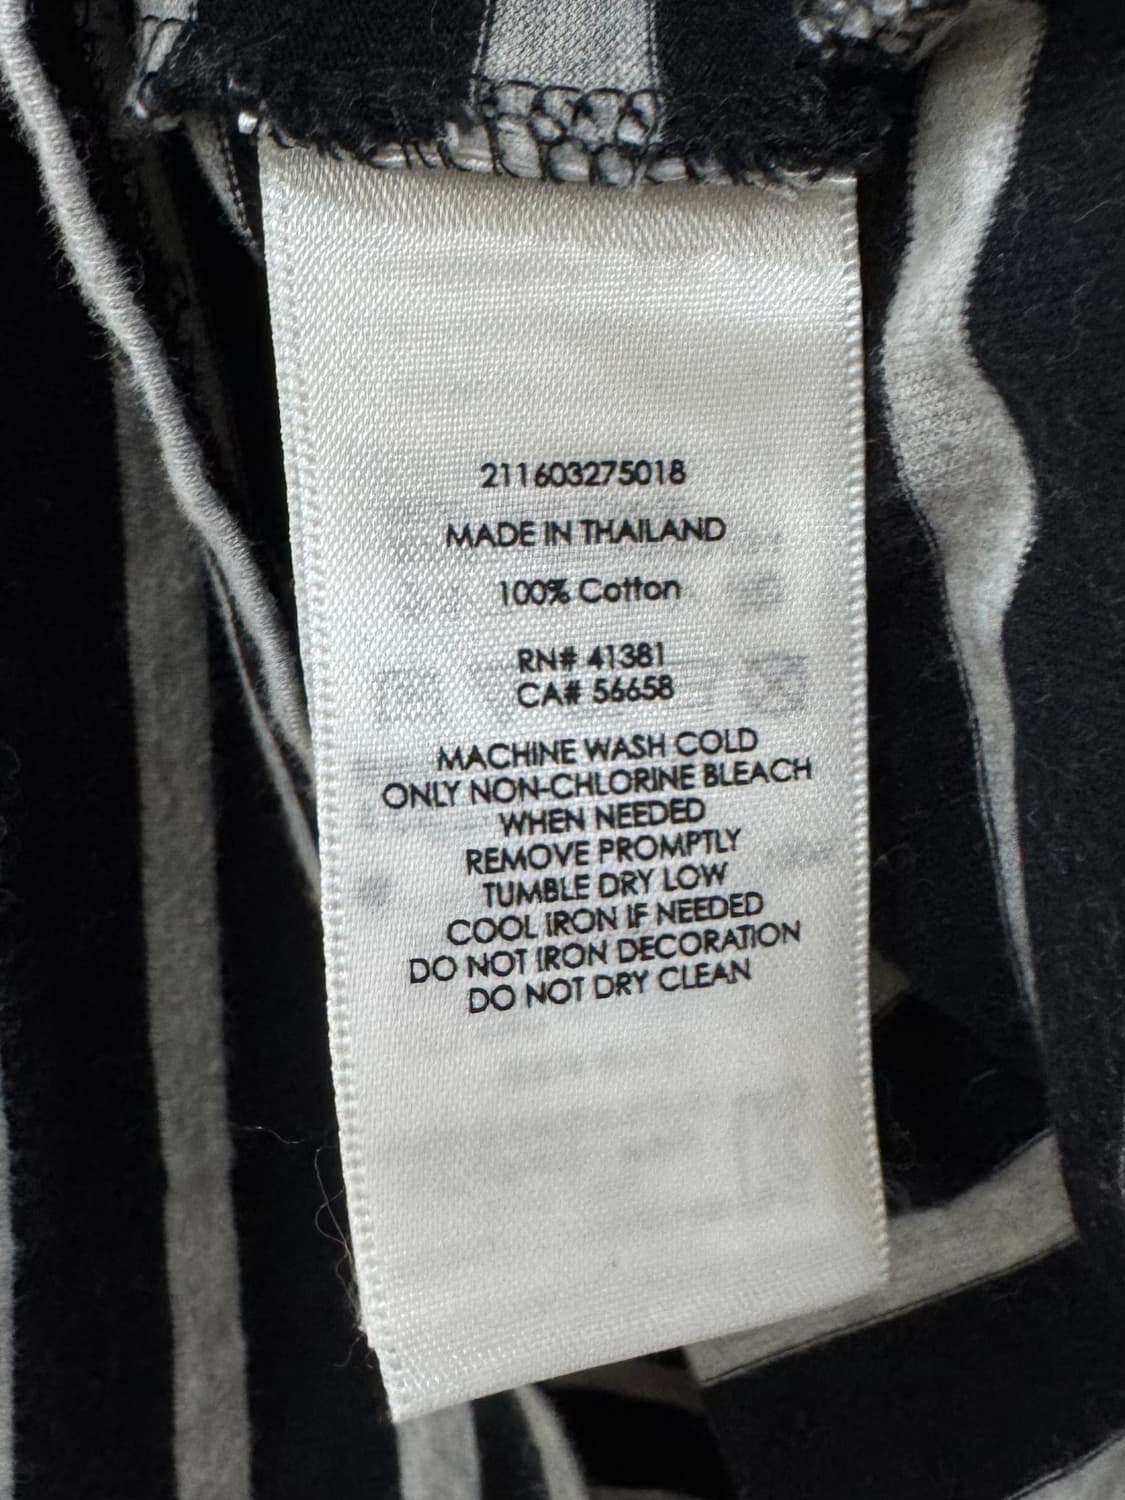 211603275018
MADE IN THAILAND
100% Cotton
RN# 41381
CA# 56658
MACHINE WASH COLD
ONLY NON-CHLORINE BLEACH
WHEN NEEDED
REMOVE PROMPTLY
TUMBLE DRY LOW
COOL IRON IF NEEDED
DO NOT IRON DECORATION
DO NOT DRY CLEAN